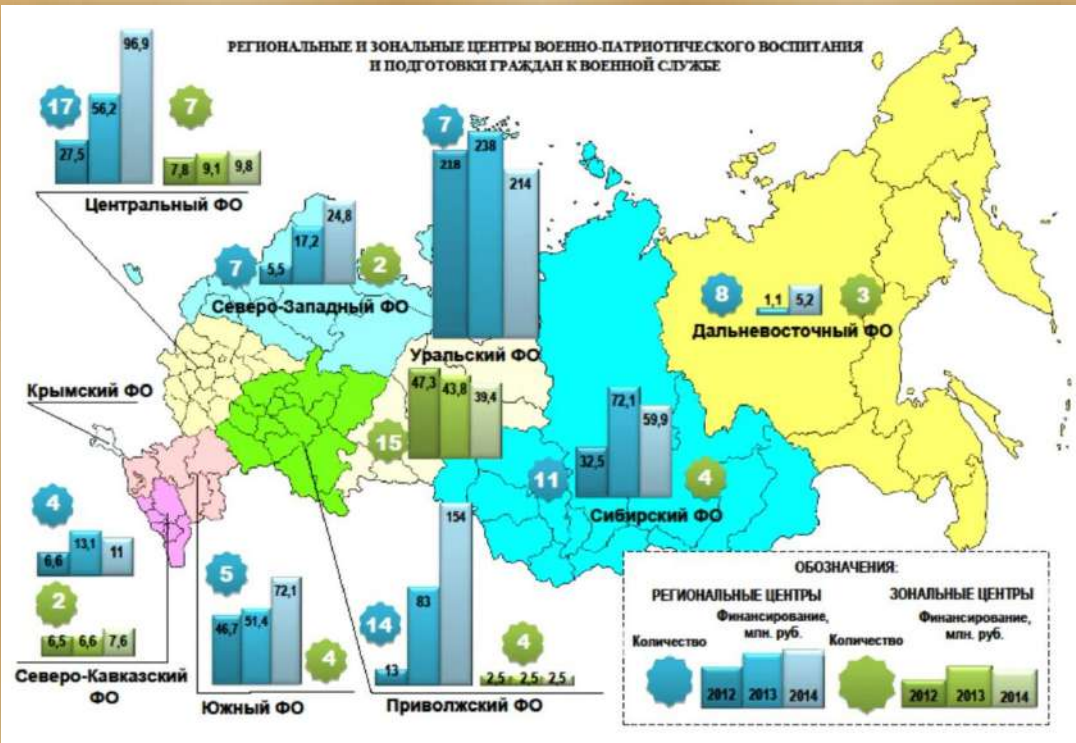 РЕГИОНАЛЬНЫЕ И ЗОНАЛЬНЫЕ ЦЕНТРЫ ВОЕННО-ПАТРИОТИЧЕСКОГО ВОСПИТАНИЯ
И ПОДГОТОВКИ ГРАЖДАН К ВОЕННОЙ СЛУЖБЕ
17
27,5 56,2 96,9
7
7,8 9,1 9,8
Центральный ФО
7
5,5 17,2 24,8
2
Северо-Западный ФО
7
218 238 214
Уральский ФО
47,3 43,8 39,4
15
8
1,1 5,2
3
Дальневосточный ФО
11
32,5 72,1 59,9
4
Сибирский ФО
Крымский ФО
4
6,6 13,1 11
2
6,5 6,6 7,6
Северо-Кавказский
ФО
5
46,7 51,4 72,1
4
Южный ФО
14
13 83 154
4
2,5 2,5 2,5
Приволжский ФО
ОБОЗНАЧЕНИЯ:
РЕГИОНАЛЬНЫЕ ЦЕНТРЫ
Количество
Финансирование,
млн. руб.
2012 2013 2014
ЗОНАЛЬНЫЕ ЦЕНТРЫ
Количество
Финансирование,
млн. руб.
2012 2013 2014